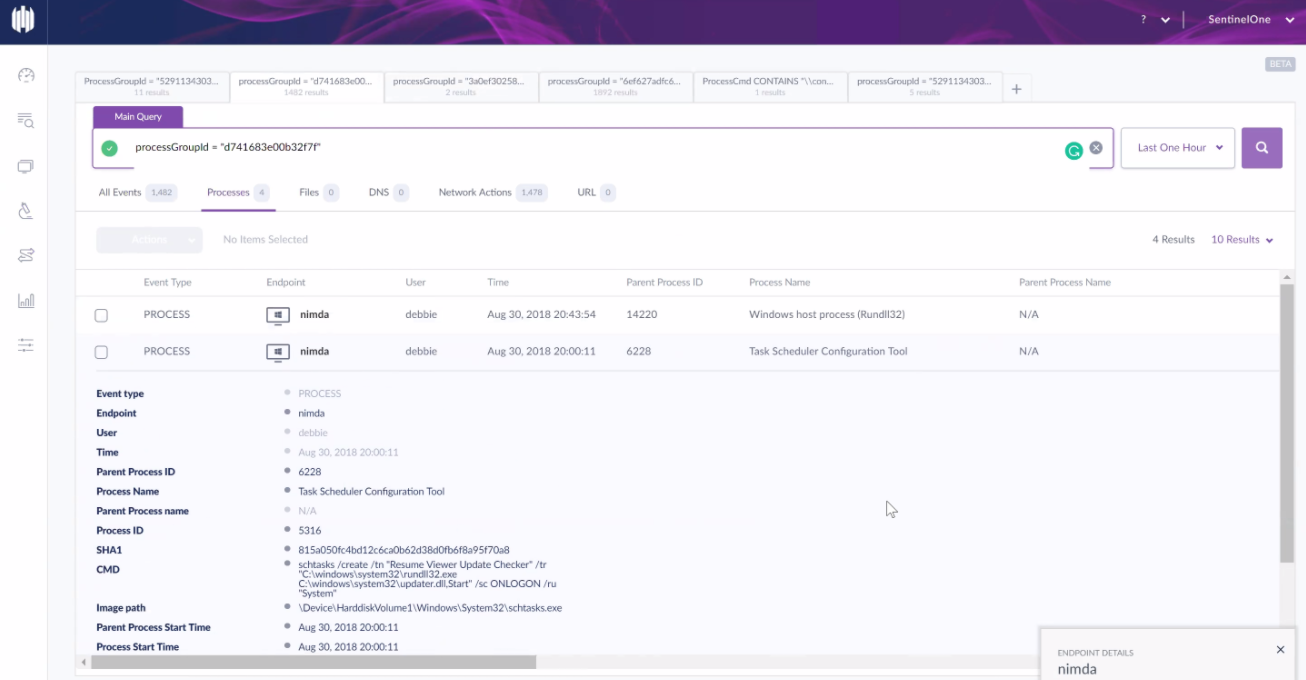 ? SentinelOne
BETA
ProcessGroupId = "5291134303...
11 results
processGroupId = "d741683e00...
1482 results
processGroupId = "3a0ef30258...
2 results
processGroupId = "6ef627adfc6...
1892 results
ProcessCmd CONTAINS "\\con...
1 results
processGroupId = "5291134303...
5 results
+
Main Query
processGroupId = "d741683e00b32f7f"
Last One Hour
All Events 1,482 Processes 4 Files 0 DNS 0 Network Actions 1,478 URL 0
Actions No Items Selected 4 Results 10 Results
Event Type Endpoint User Time Parent Process ID Process Name Parent Process Name
PROCESS nimda debbie Aug 30, 2018 20:43:54 14220 Windows host process (Rundll32) N/A
PROCESS nimda debbie Aug 30, 2018 20:00:11 6228 Task Scheduler Configuration Tool N/A
Event type PROCESS
Endpoint nimda
User debbie
Time Aug 30, 2018 20:00:11
Parent Process ID 6228
Process Name Task Scheduler Configuration Tool
Parent Process name N/A
Process ID 5316
SHA1 815a050fc4bd12c6ca0b62d38d0fb6f8a95f70a8
CMD schtasks /create /tn "Resume Viewer Update Checker" /tr
"C:\windows\system32\rundll32.exe
C:\windows\system32\updater.dll,Start" /sc ONLOGON /ru
"System"
Image path \Device\HarddiskVolume1\Windows\System32\schtasks.exe
Parent Process Start Time Aug 30, 2018 20:00:11
Process Start Time Aug 30, 2018 20:00:11
ENDPOINT DETAILS
nimda